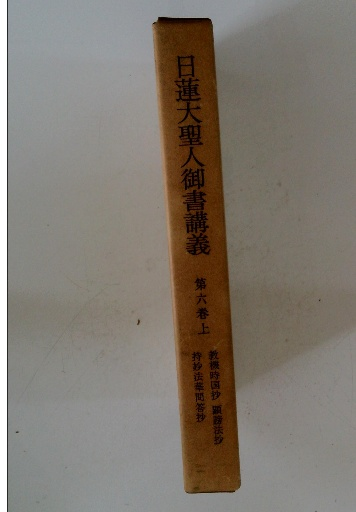 日蓮大聖人御書講義
第六巻上
教機時国抄 顕謗法抄
持妙法華問答抄